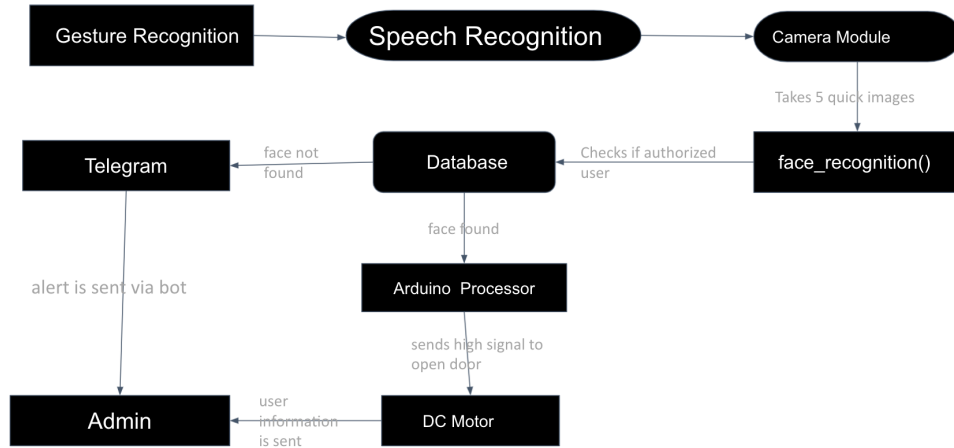 Gesture Recognition
Speech Recognition
Camera Module
Takes 5 quick images
Telegram
face not
found
Database
Checks if authorized
user
face_recognition()
face found
alert is sent via bot
Arduino  Processor
sends high signal to
open door
Admin
user
information
is sent
DC Motor